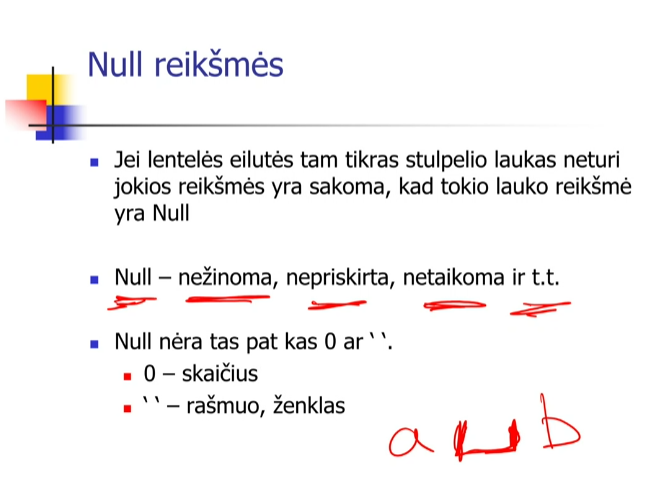 Null reikšmės
Jei lentelės eilutės tam tikras stulpelio laukas neturi
jokios reikšmės yra sakoma, kad tokio lauko reikšmė
yra Null
Null – nežinoma, nepriskirta, netaikoma ir t.t.
Null nėra tas pat kas 0 ar ` `.
0 – skaičius
` ` – rašmuo, ženklas
a ␣ b